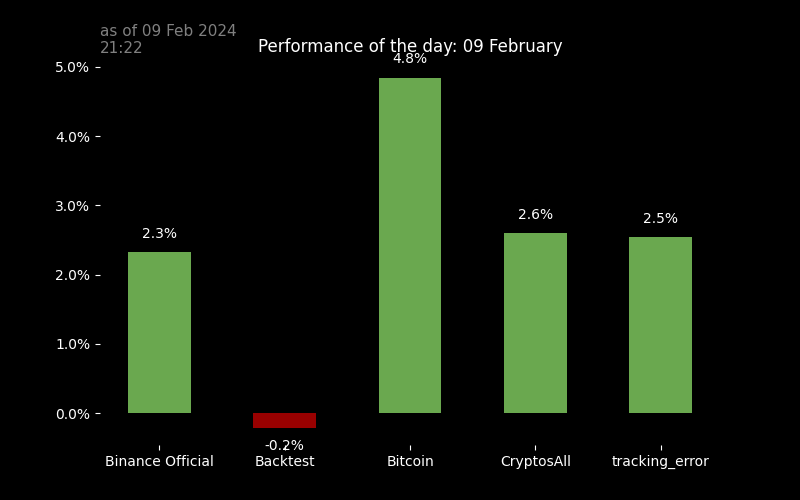 as of 09 Feb 2024
21:22
Performance of the day: 09 February
5.0%
4.0%
3.0%
2.0%
1.0%
0.0%
2.3%
-0.2%
4.8%
2.6%
2.5%
Binance Official
Backtest
Bitcoin
CryptosAll
tracking_error